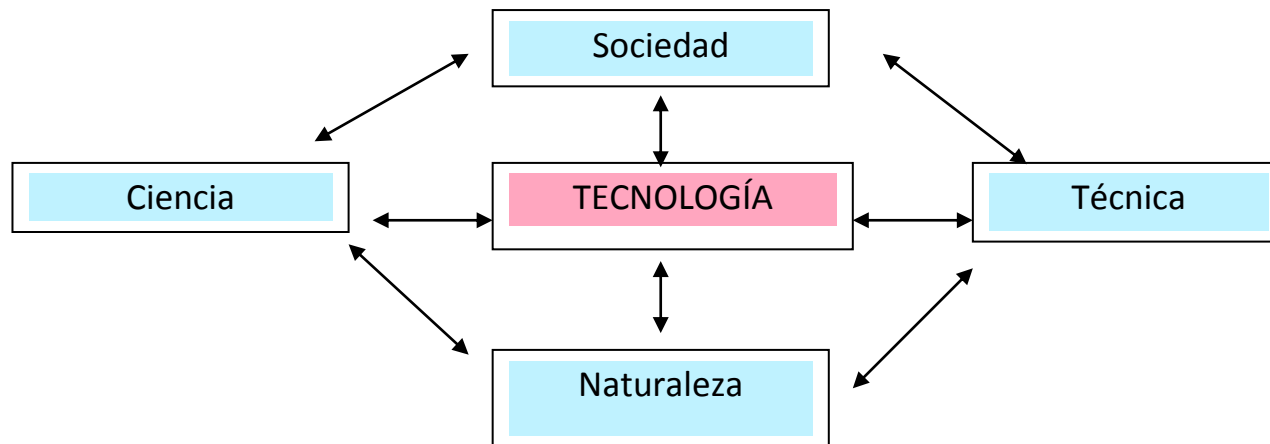 Sociedad
Ciencia
TECNOLOGÍA
Técnica
Naturaleza